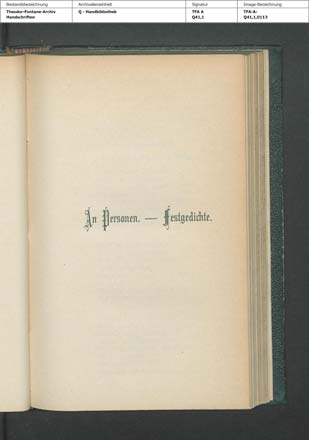 Bestandsbezeichnung Archivalieneinheit Signatur Image-Bezeichnung
Theodor-Fontane-Archiv Q - Handbibliothek TFA A TFA-A:
Handschriften Q41,1 Q41,1,0113
An Personen. — Festgedichte.